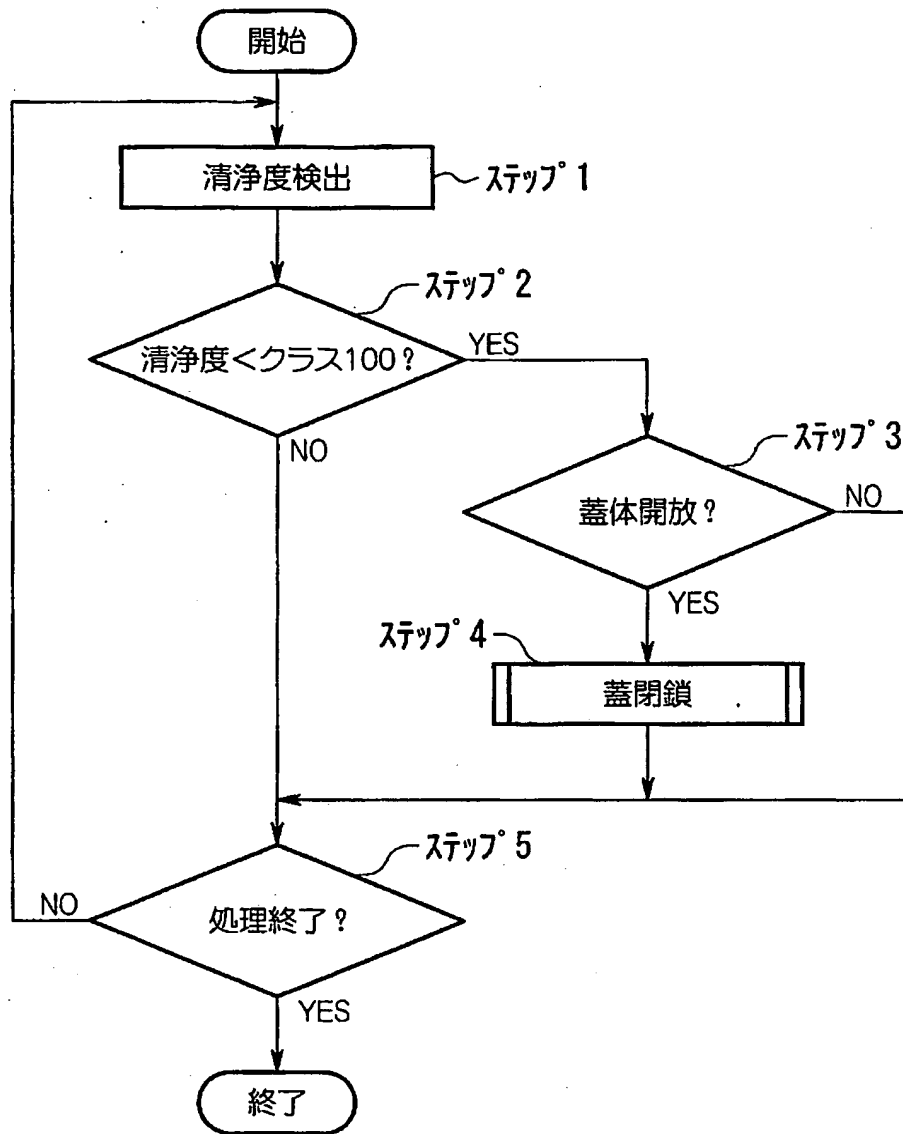 開始
清浄度検出
ステップ1
ステップ2
清浄度<クラス100?
YES
NO
ステップ3
蓋体開放?
NO
YES
ステップ4
蓋閉鎖
ステップ5
NO
処理終了?
YES
終了